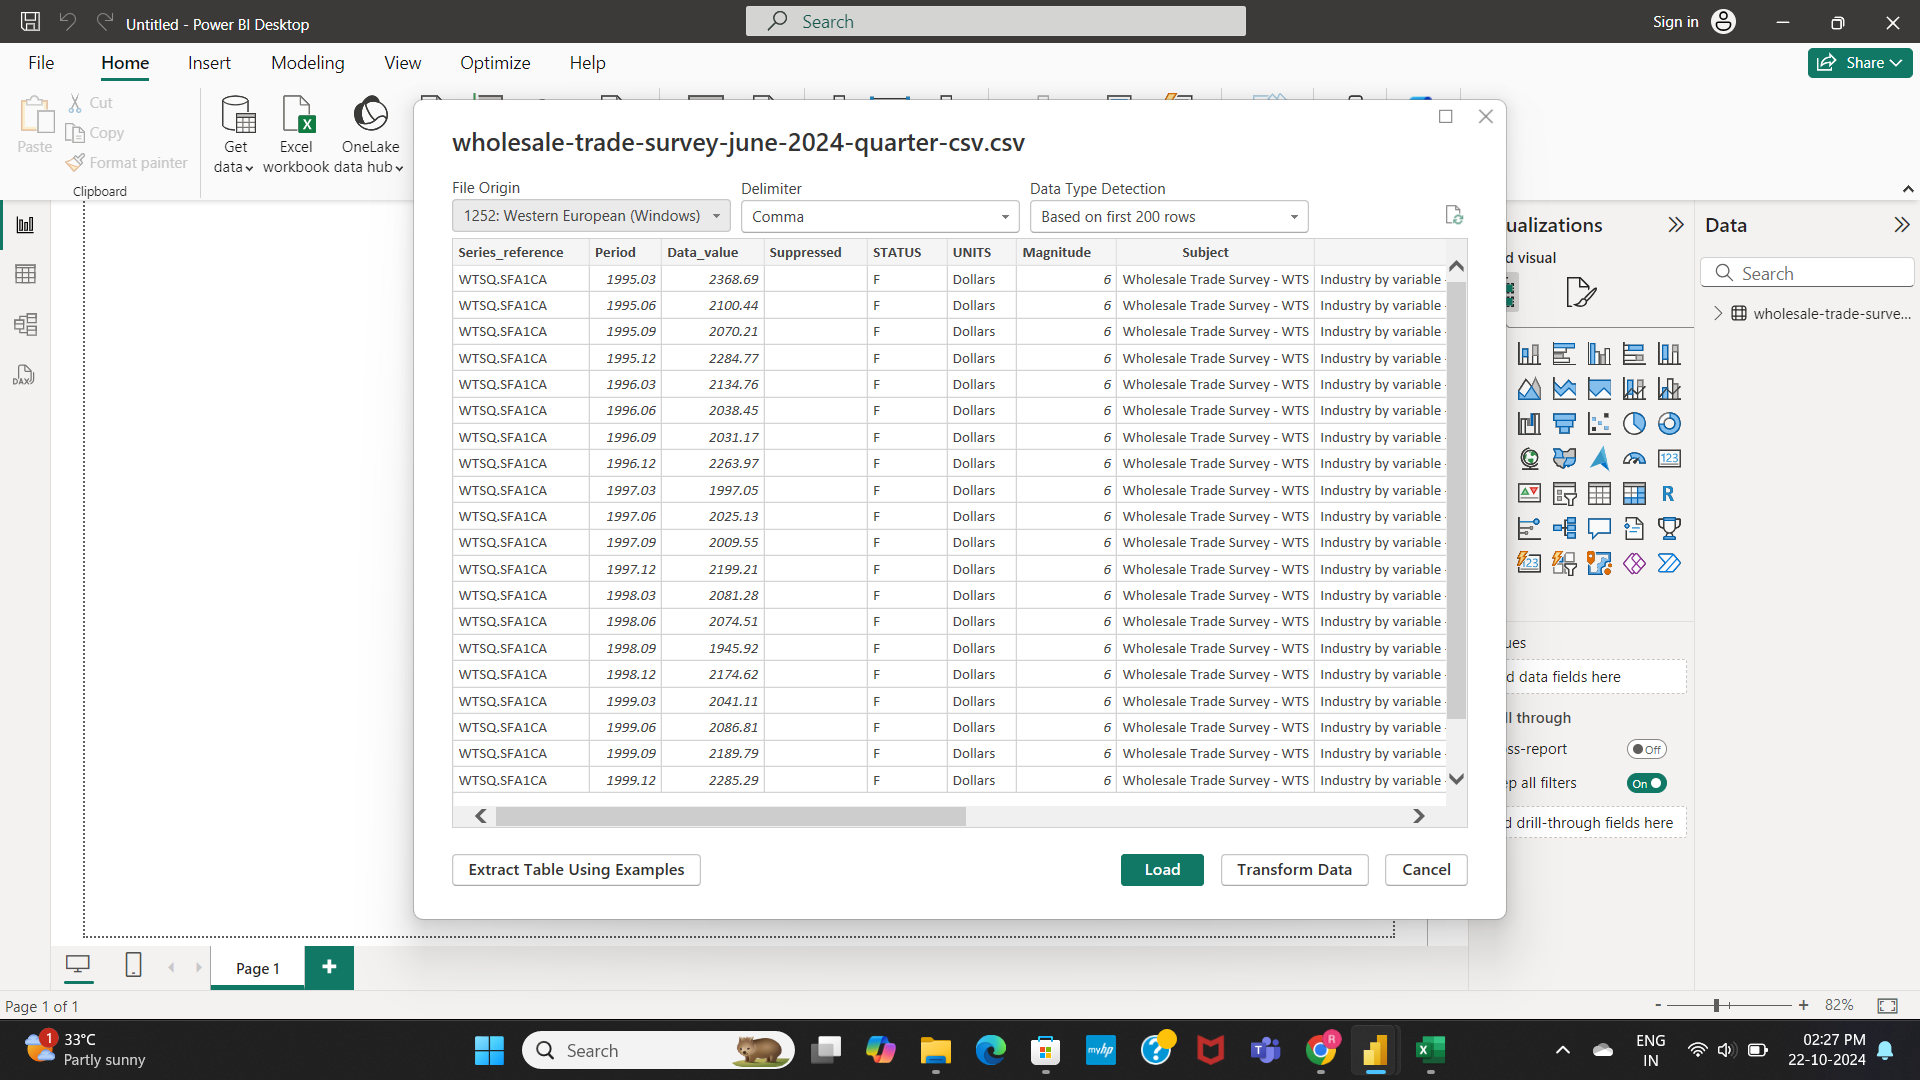 Untitled - Power BI Desktop
Search
Sign in
File
Home
Insert
Modeling
View
Optimize
Help
Share
Paste
Cut
Copy
Format painter
Clipboard
Get data
Excel workbook
OneLake data hub
wholesale-trade-survey-june-2024-quarter-csv.csv
File Origin
Delimiter
Data Type Detection
1252: Western European (Windows)
Comma
Based on first 200 rows
Series_reference Period Data_value Suppressed STATUS UNITS Magnitude Subject
WTSQ.SFA1CA 1995.03 2368.69 F Dollars 6 Wholesale Trade Survey - WTS Industry by variable -
WTSQ.SFA1CA 1995.06 2100.44 F Dollars 6 Wholesale Trade Survey - WTS Industry by variable -
WTSQ.SFA1CA 1995.09 2070.21 F Dollars 6 Wholesale Trade Survey - WTS Industry by variable -
WTSQ.SFA1CA 1995.12 2284.77 F Dollars 6 Wholesale Trade Survey - WTS Industry by variable -
WTSQ.SFA1CA 1996.03 2134.76 F Dollars 6 Wholesale Trade Survey - WTS Industry by variable -
WTSQ.SFA1CA 1996.06 2038.45 F Dollars 6 Wholesale Trade Survey - WTS Industry by variable -
WTSQ.SFA1CA 1996.09 2031.17 F Dollars 6 Wholesale Trade Survey - WTS Industry by variable -
WTSQ.SFA1CA 1996.12 2263.97 F Dollars 6 Wholesale Trade Survey - WTS Industry by variable -
WTSQ.SFA1CA 1997.03 1997.05 F Dollars 6 Wholesale Trade Survey - WTS Industry by variable -
WTSQ.SFA1CA 1997.06 2025.13 F Dollars 6 Wholesale Trade Survey - WTS Industry by variable -
WTSQ.SFA1CA 1997.09 2009.55 F Dollars 6 Wholesale Trade Survey - WTS Industry by variable -
WTSQ.SFA1CA 1997.12 2199.21 F Dollars 6 Wholesale Trade Survey - WTS Industry by variable -
WTSQ.SFA1CA 1998.03 2081.28 F Dollars 6 Wholesale Trade Survey - WTS Industry by variable -
WTSQ.SFA1CA 1998.06 2074.51 F Dollars 6 Wholesale Trade Survey - WTS Industry by variable -
WTSQ.SFA1CA 1998.09 1945.92 F Dollars 6 Wholesale Trade Survey - WTS Industry by variable -
WTSQ.SFA1CA 1998.12 2174.62 F Dollars 6 Wholesale Trade Survey - WTS Industry by variable -
WTSQ.SFA1CA 1999.03 2041.11 F Dollars 6 Wholesale Trade Survey - WTS Industry by variable -
WTSQ.SFA1CA 1999.06 2086.81 F Dollars 6 Wholesale Trade Survey - WTS Industry by variable -
WTSQ.SFA1CA 1999.09 2189.79 F Dollars 6 Wholesale Trade Survey - WTS Industry by variable -
WTSQ.SFA1CA 1999.12 2285.29 F Dollars 6 Wholesale Trade Survey - WTS Industry by variable -
Extract Table Using Examples
Load
Transform Data
Cancel
ualizations
d visual
ues
d data fields here
ll through
ss-report
Off
p all filters
On
d drill-through fields here
Data
Search
wholesale-trade-surve...
Page 1
Page 1 of 1
- + 82%
1
33°C
Partly sunny
Search
myhp
R
ENG
IN
02:27 PM
22-10-2024